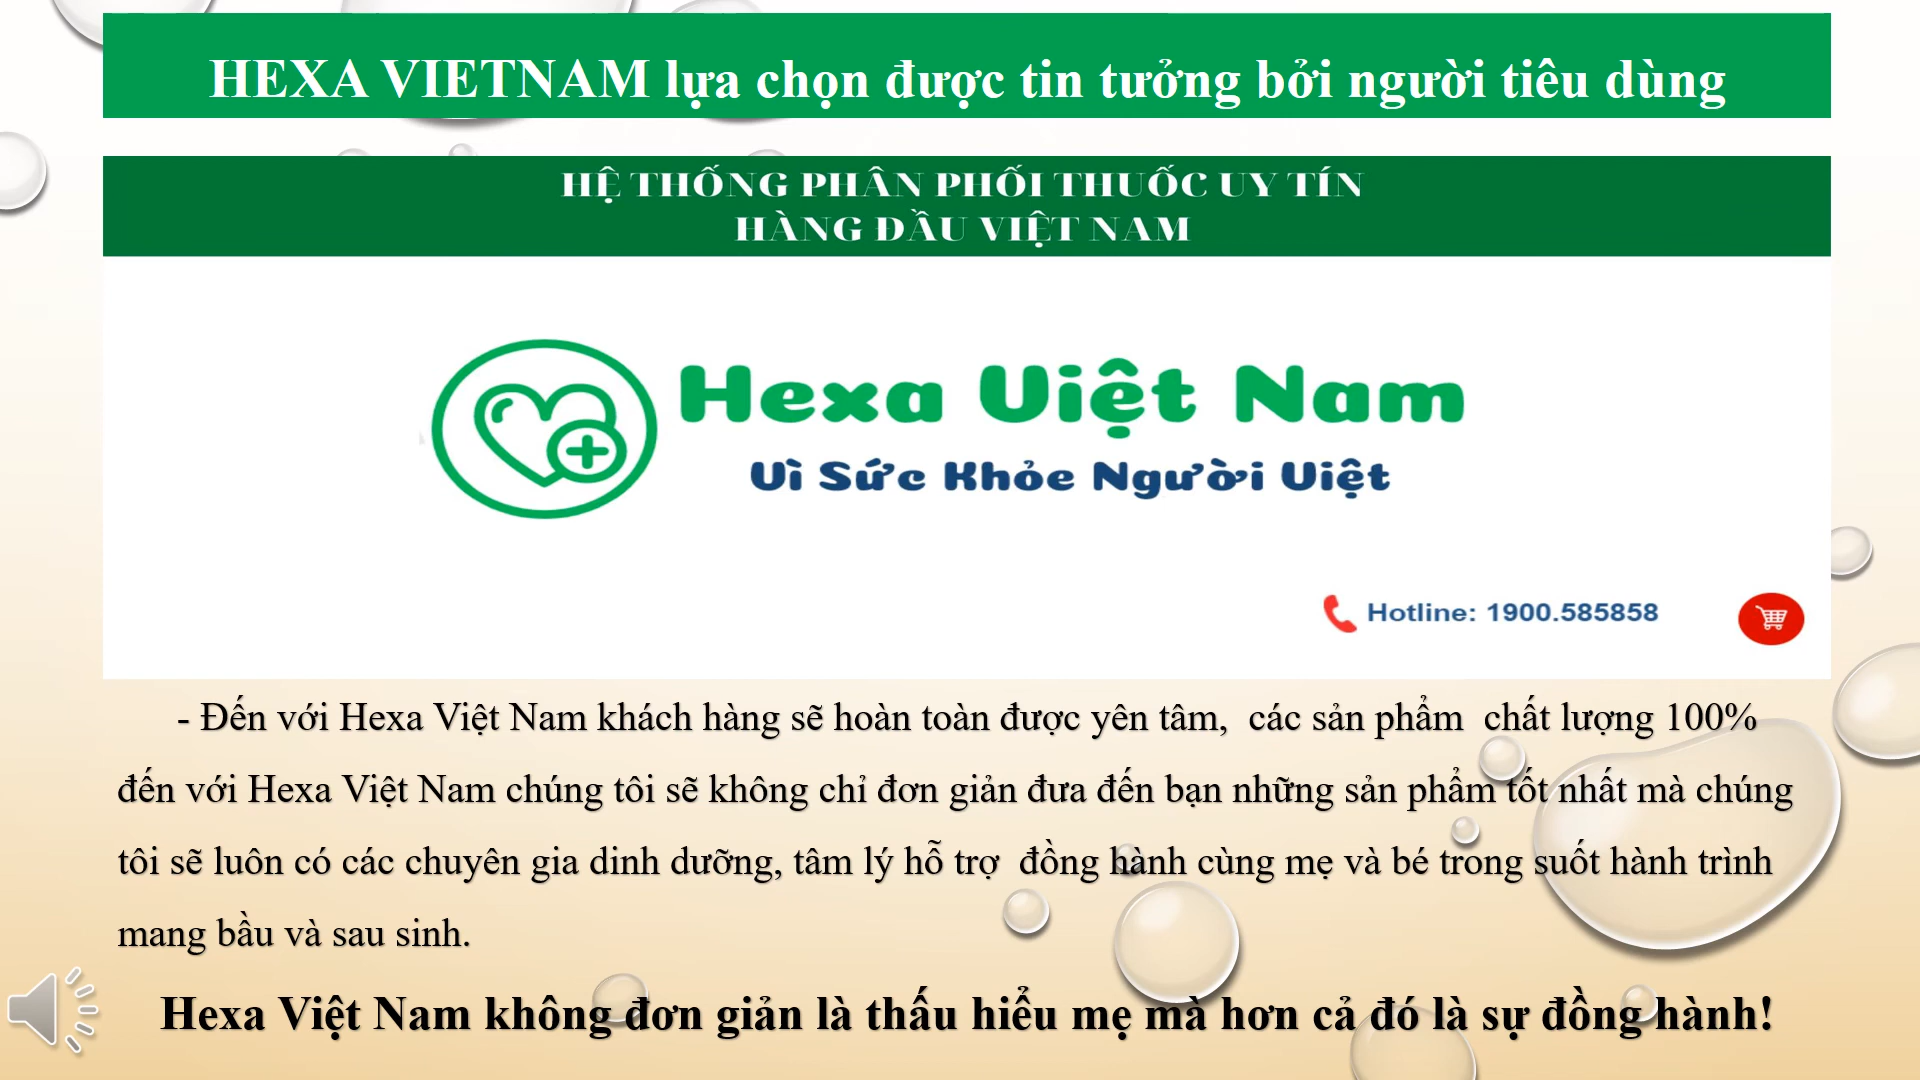 HEXA VIETNAM lựa chọn được tin tưởng bởi người tiêu dùng
HỆ THỐNG PHÂN PHỐI THUỐC UY TÍN
HÀNG ĐẦU VIỆT NAM
Hexa Việt Nam
Vì Sức Khỏe Người Việt
Hotline: 1900.585858
- Đến với Hexa Việt Nam khách hàng sẽ hoàn toàn được yên tâm, các sản phẩm chất lượng 100%
đến với Hexa Việt Nam chúng tôi sẽ không chỉ đơn giản đưa đến bạn những sản phẩm tốt nhất mà chúng
tôi sẽ luôn có các chuyên gia dinh dưỡng, tâm lý hỗ trợ đồng hành cùng mẹ và bé trong suốt hành trình
mang bầu và sau sinh.
Hexa Việt Nam không đơn giản là thấu hiểu mẹ mà hơn cả đó là sự đồng hành!